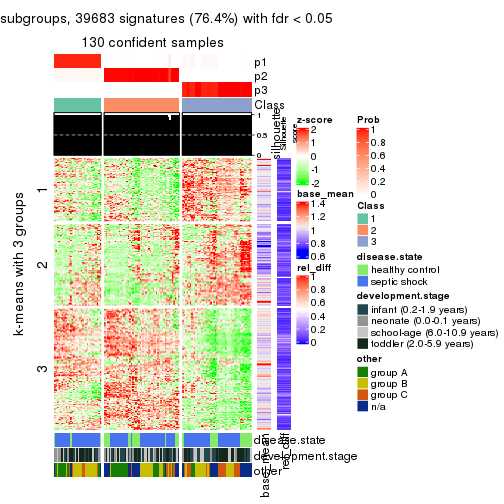 subgroups, 39683 signatures (76.4%) with fdr < 0.05
130 confident samples
p1
p2
p3
Class
1
0.5
0
silhouette
Silhouette
score
k-means with 3 groups
1
2
3
z-score
2
1
0
-1
-2
base_mean
1.4
1.2
1
0.8
0.6
rel_diff
1
0.8
0.6
0.4
0.2
0
Prob
1
0.8
0.6
0.4
0.2
0
Class
1
2
3
disease.state
healthy control
septic shock
development.stage
infant (0.2-1.9 years)
neonate (0.0-0.1 years)
school-age (6.0-10.9 years)
toddler (2.0-5.9 years)
other
group A
group B
group C
n/a
disease.state
development.stage
other
base_mean
rel_diff